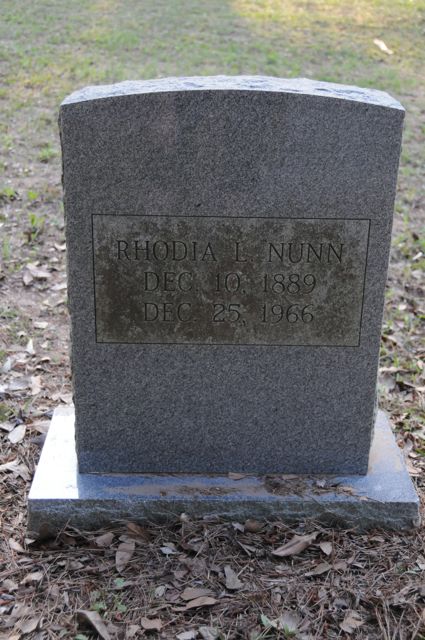 RHODIA L. NUNN
DEC. 10, 1889
DEC. 25, 1966